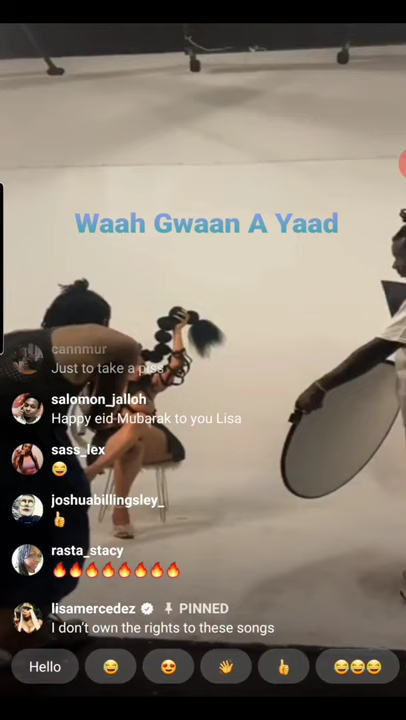 Waah Gwaan A Yaad
cannmur
Just to take a piss
salomon_jalloh
Happy eid Mubarak to you Lisa
sass_lex
😂
joshuabillingsley_
👍
rasta_stacy
🔥🔥🔥🔥🔥🔥🔥🔥
lisamercedez PINNED
I don't own the rights to these songs
Hello 😂 😍 👋 👍 😂😂😂